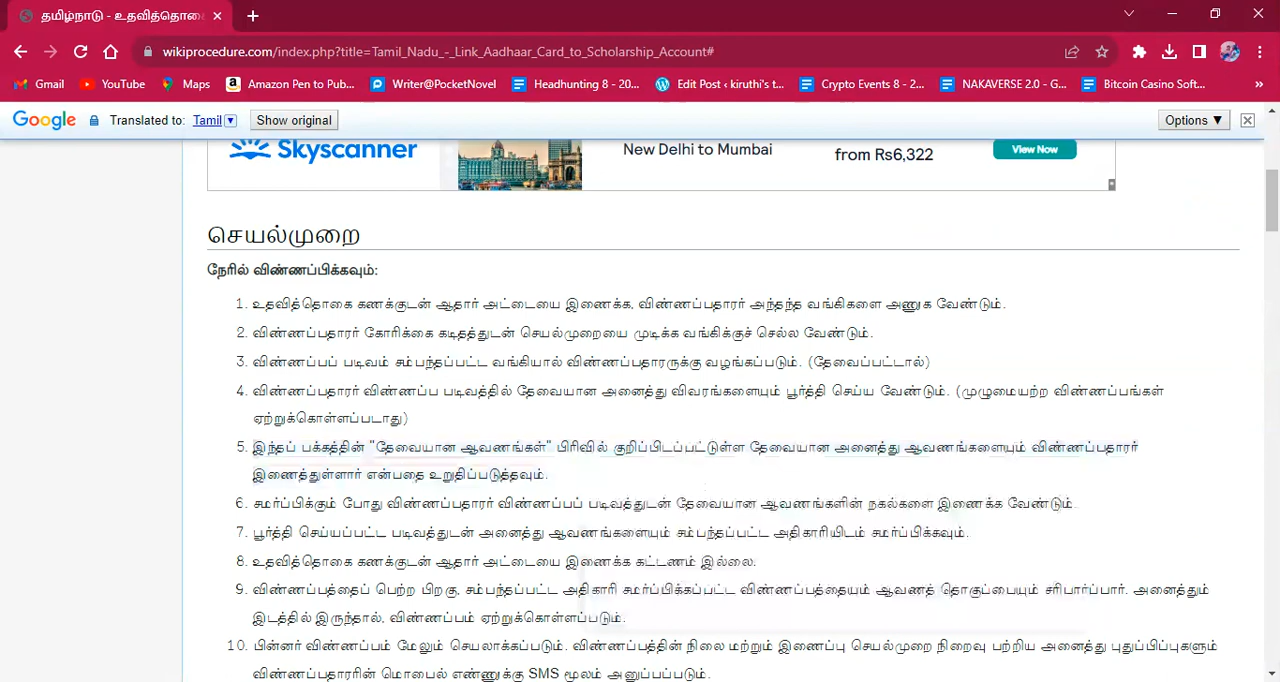 தமிழ்நாடு - உதவித்தொகை
wikiprocedure.com/index.php?title=Tamil_Nadu_-_Link_Aadhaar_Card_to_Scholarship_Account#
Gmail YouTube Maps Amazon Pen to Pub... Writer@PocketNovel Headhunting 8 - 20... Edit Post ‹ kiruthi's t... Crypto Events 8 - 2... NAKAVERSE 2.0 - G... Bitcoin Casino Soft... »
Google Translated to: Tamil Show original Options ▼
Skyscanner New Delhi to Mumbai from Rs6,322 View Now
செயல்முறை
நேரில் விண்ணப்பிக்கவும்:
1. உதவித்தொகை கணக்குடன் ஆதார் அட்டையை இணைக்க, விண்ணப்பதாரர் அந்தந்த வங்கிகளை அணுக வேண்டும்.
2. விண்ணப்பதாரர் கோரிக்கை கடிதத்துடன் செயல்முறையை முடிக்க வங்கிக்குச் செல்ல வேண்டும்.
3. விண்ணப்பப் படிவம் சம்பந்தப்பட்ட வங்கியால் விண்ணப்பதாரருக்கு வழங்கப்படும். (தேவைப்பட்டால்)
4. விண்ணப்பதாரர் விண்ணப்ப படிவத்தில் தேவையான அனைத்து விவரங்களையும் பூர்த்தி செய்ய வேண்டும். (முழுமையற்ற விண்ணப்பங்கள்
ஏற்றுக்கொள்ளப்படாது)
5. இந்தப் பக்கத்தின் "தேவையான ஆவணங்கள்" பிரிவில் குறிப்பிடப்பட்டுள்ள தேவையான அனைத்து ஆவணங்களையும் விண்ணப்பதாரர்
இணைத்துள்ளார் என்பதை உறுதிப்படுத்தவும்.
6. சமர்ப்பிக்கும் போது விண்ணப்பதாரர் விண்ணப்பப் படிவத்துடன் தேவையான ஆவணங்களின் நகல்களை இணைக்க வேண்டும்.
7. பூர்த்தி செய்யப்பட்ட படிவத்துடன் அனைத்து ஆவணங்களையும் சம்பந்தப்பட்ட அதிகாரியிடம் சமர்ப்பிக்கவும்.
8. உதவித்தொகை கணக்குடன் ஆதார் அட்டையை இணைக்க கட்டணம் இல்லை.
9. விண்ணப்பத்தைப் பெற்ற பிறகு, சம்பந்தப்பட்ட அதிகாரி சமர்ப்பிக்கப்பட்ட விண்ணப்பத்தையும் ஆவணத் தொகுப்பையும் சரிபார்ப்பார். அனைத்தும்
இடத்தில் இருந்தால், விண்ணப்பம் ஏற்றுக்கொள்ளப்படும்.
10. பின்னர் விண்ணப்பம் மேலும் செயலாக்கப்படும். விண்ணப்பத்தின் நிலை மற்றும் இணைப்பு செயல்முறை நிறைவு பற்றிய அனைத்து புதுப்பிப்புகளும்
விண்ணப்பதாரரின் மொபைல் எண்ணுக்கு SMS மூலம் அனுப்பப்படும்.